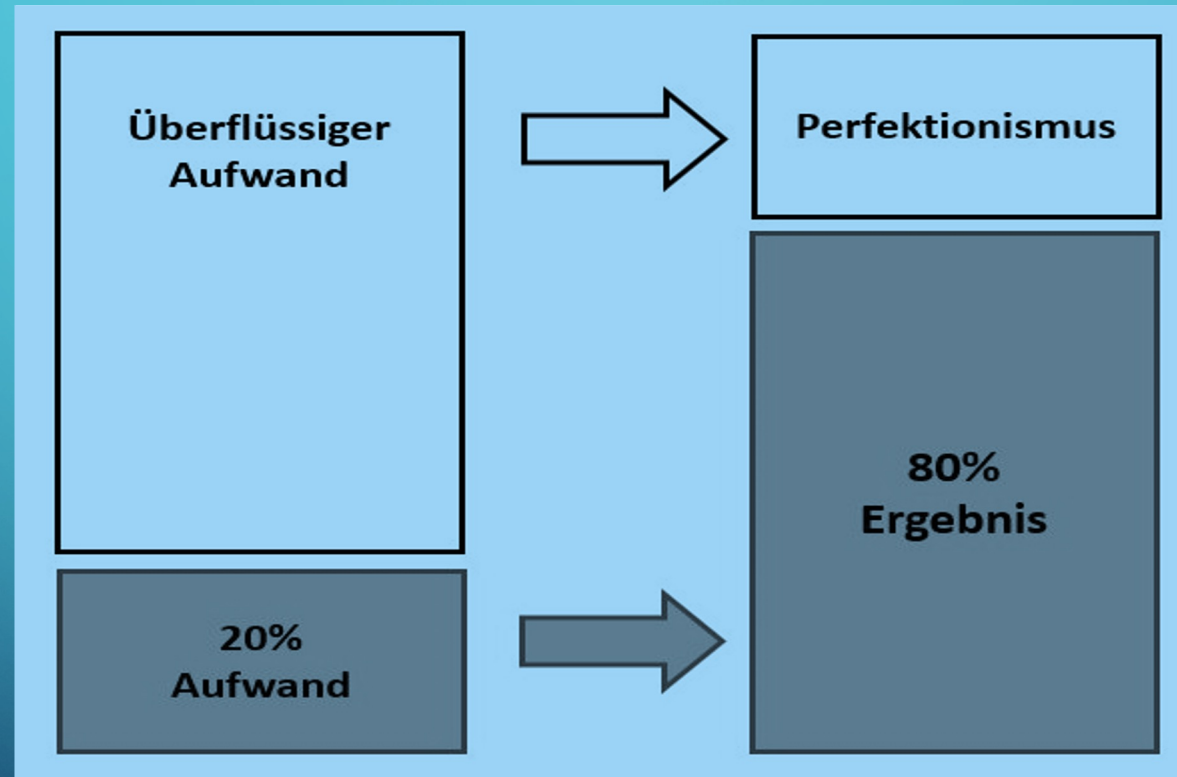 Überflüssiger
Aufwand
Perfektionismus
80%
Ergebnis
20%
Aufwand